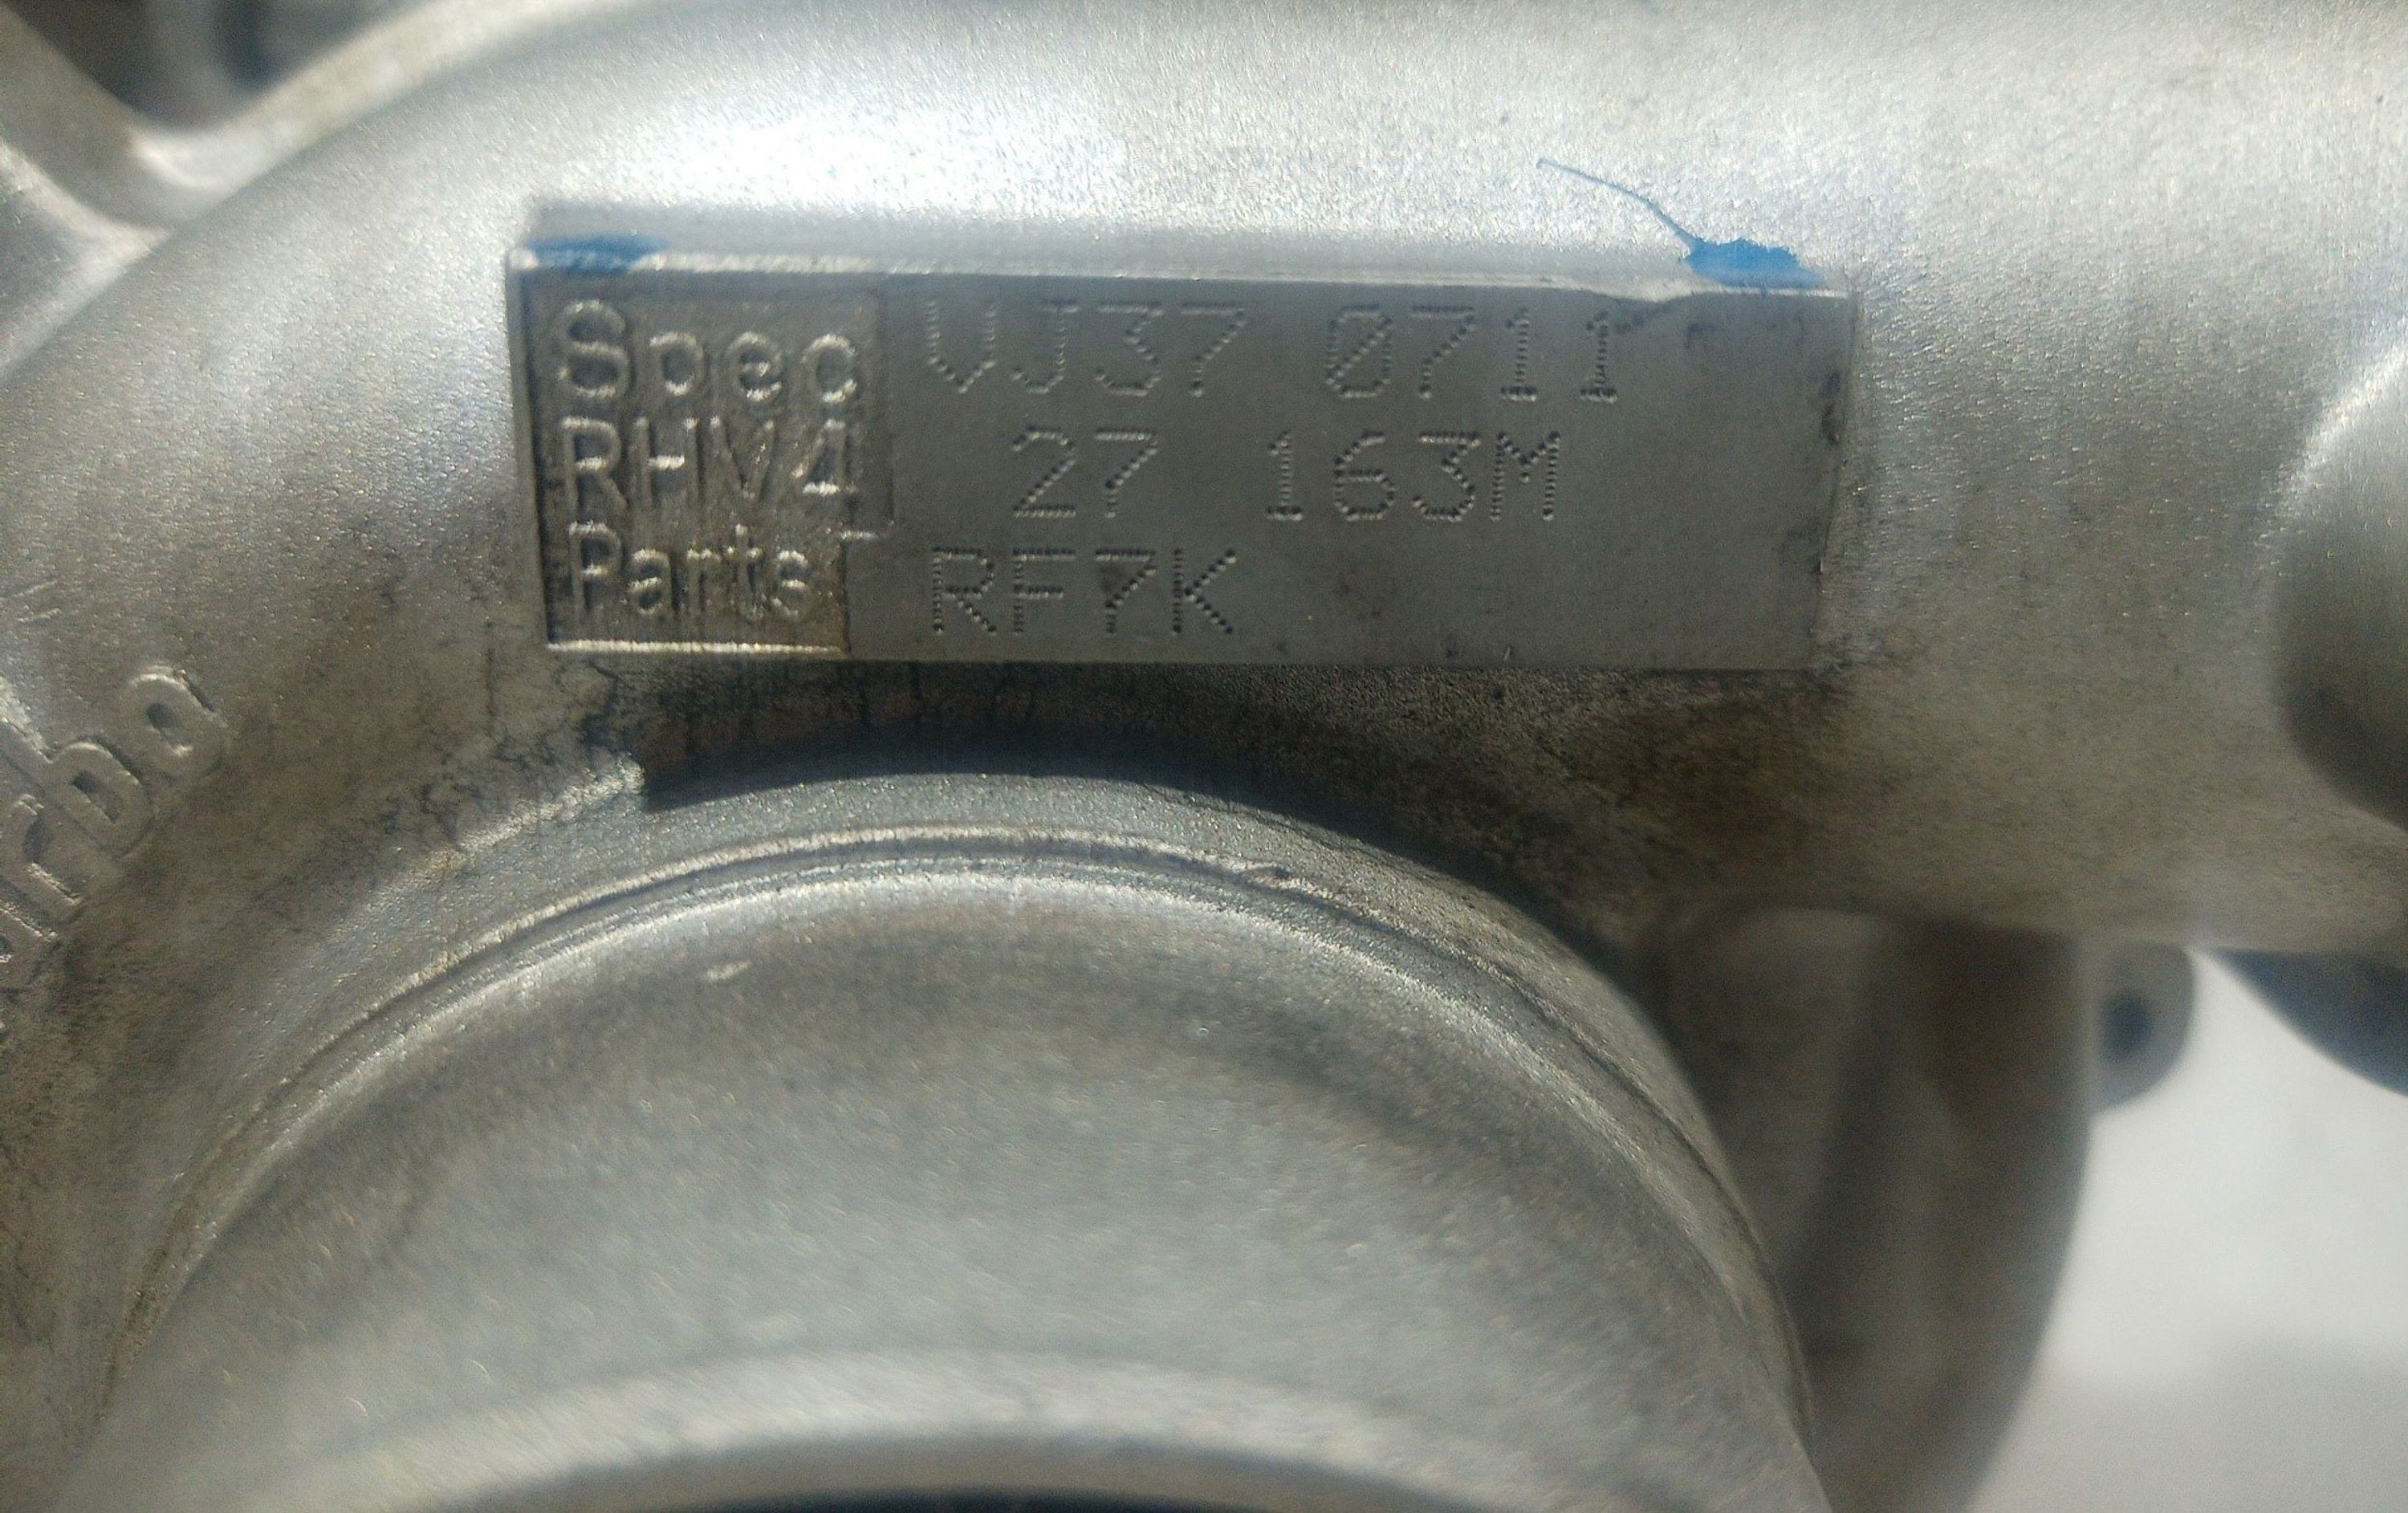 Spec VJ37 0711
RHV4 27 163M
Parts RF7K